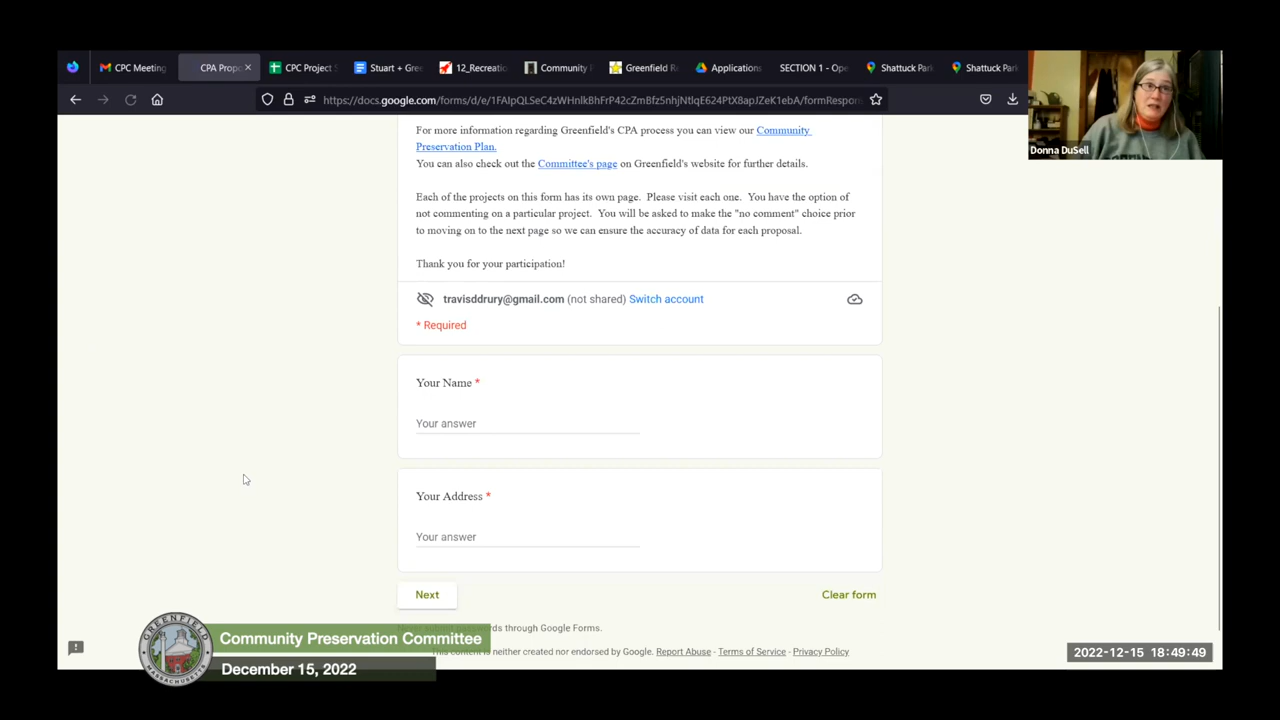 CPC Meeting
CPA Propo
CPC Project S
Stuart + Gre
12_Recreatio
Community
Greenfield R
Applications
SECTION 1 - Ope
Shattuck Park
Shattuck Park
https://docs.google.com/forms/d/e/
/formRespon
Donna DuSell
For more information regarding Greenfield's CPA process you can view our Community
Preservation Plan.
You can also check out the Committee's page on Greenfield's website for further details.
Each of the projects on this form has its own page. Please visit each one. You have the option of
not commenting on a particular project. You will be asked to make the "no comment" choice prior
to moving on to the next page so we can ensure the accuracy of data for each proposal.
Thank you for your participation!
travisddrury@gmail.com (not shared) Switch account
* Required
Your Name *
Your answer
Your Address *
Your answer
Next
Clear form
through Google Forms.
content is neither created nor endorsed by Google. Report Abuse - Terms of Service - Privacy Policy
GREENFIELD
MASSACHUSETTS
Community Preservation Committee
December 15, 2022
2022-12-15 18:49:49